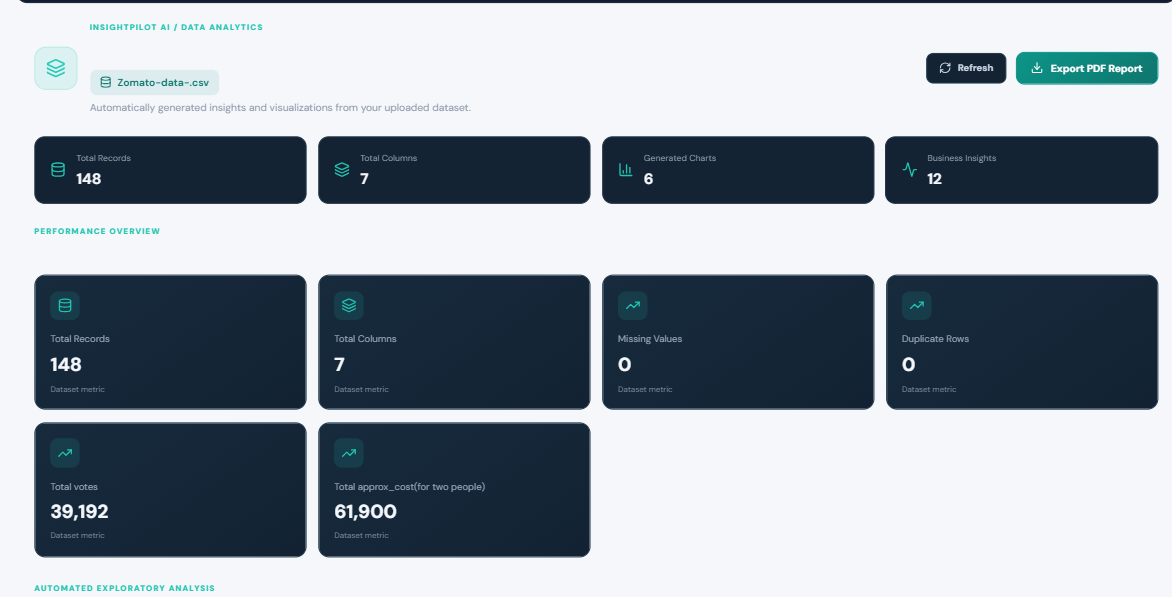 INSIGHTPILOT AI / DATA ANALYTICS
Zomato-data-.csv
Refresh
Export PDF Report
Automatically generated insights and visualizations from your uploaded dataset.
Total Records
148
Total Columns
7
Generated Charts
6
Business Insights
12
PERFORMANCE OVERVIEW
Total Records
148
Dataset metric
Total Columns
7
Dataset metric
Missing Values
0
Dataset metric
Duplicate Rows
0
Dataset metric
Total votes
39,192
Dataset metric
Total approx_cost(for two people)
61,900
Dataset metric
AUTOMATED EXPLORATORY ANALYSIS